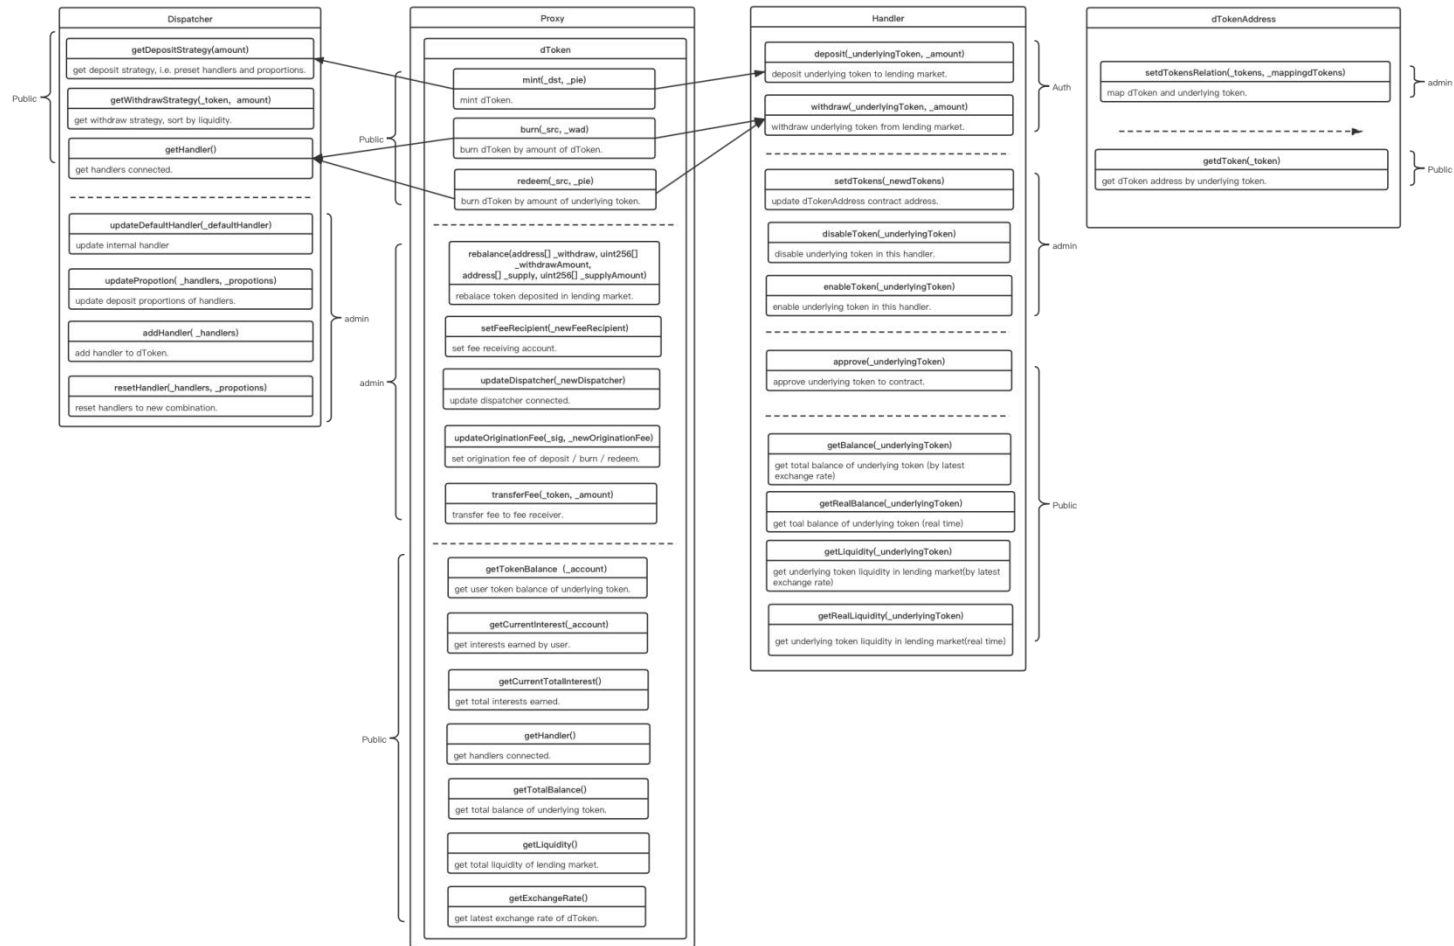 Dispatcher
getDepositStrategy(amount)
get deposit strategy, i.e. preset handlers and proportions.
getWithdrawStrategy(_token, amount)
get withdraw strategy, sort by liquidity.
getHandler()
get handlers connected.
Public
updateDefaultHandler(_defaultHandler)
update internal handler
updatePropotion( _handlers, _propotions)
update deposit proportions of handlers.
addHandler( _handlers)
add handler to dToken.
resetHandler(_handlers, _propotions)
reset handlers to new combination.
admin
Proxy
dToken
mint(_dst, _pie)
mint dToken.
burn(_src, _wad)
burn dToken by amount of dToken.
redeem(_src, _pie)
burn dToken by amount of underlying token.
Public
rebalance(address[] _withdraw, uint256[]
_withdrawAmount,
address[] _supply, uint256[] _supplyAmount)
rebalace token deposited in lending market.
setFeeRecipient(_newFeeRecipient)
set fee receiving account.
updateDispatcher(_newDispatcher)
update dispatcher connected.
updateOriginationFee(_sig, _newOriginationFee)
set origination fee of deposit / burn / redeem.
transferFee(_token, _amount)
transfer fee to fee receiver.
admin
getTokenBalance (_account)
get user token balance of underlying token.
getCurrentInterest(_account)
get interests earned by user.
getCurrentTotalInterest()
get total interests earned.
getHandler()
get handlers connected.
getTotalBalance()
get total balance of underlying token.
getLiquidity()
get total liquidity of lending market.
getExchangeRate()
get latest exchange rate of dToken.
Public
Handler
deposit(_underlyingToken, _amount)
deposit underlying token to lending market.
withdraw(_underlyingToken, _amount)
withdraw underlying token from lending market.
Auth
setdTokens(_newdTokens)
update dTokenAddress contract address.
disableToken(_underlyingToken)
disable underlying token in this handler.
enableToken(_underlyingToken)
enable underlying token in this handler.
admin
approve(_underlyingToken)
approve underlying token to contract.
getBalance(_underlyingToken)
get total balance of underlying token (by latest
exchange rate)
getRealBalance(_underlyingToken)
get toal balance of underlying token (real time)
getLiquidity(_underlyingToken)
get underlying token liquidity in lending market(by latest
exchange rate)
getRealLiquidity(_underlyingToken)
get underlying token liquidity in lending market(real time)
Public
dTokenAddress
setdTokensRelation(_tokens, _mappingdTokens)
map dToken and underlying token.
admin
getdToken(_token)
get dToken address by underlying token.
Public